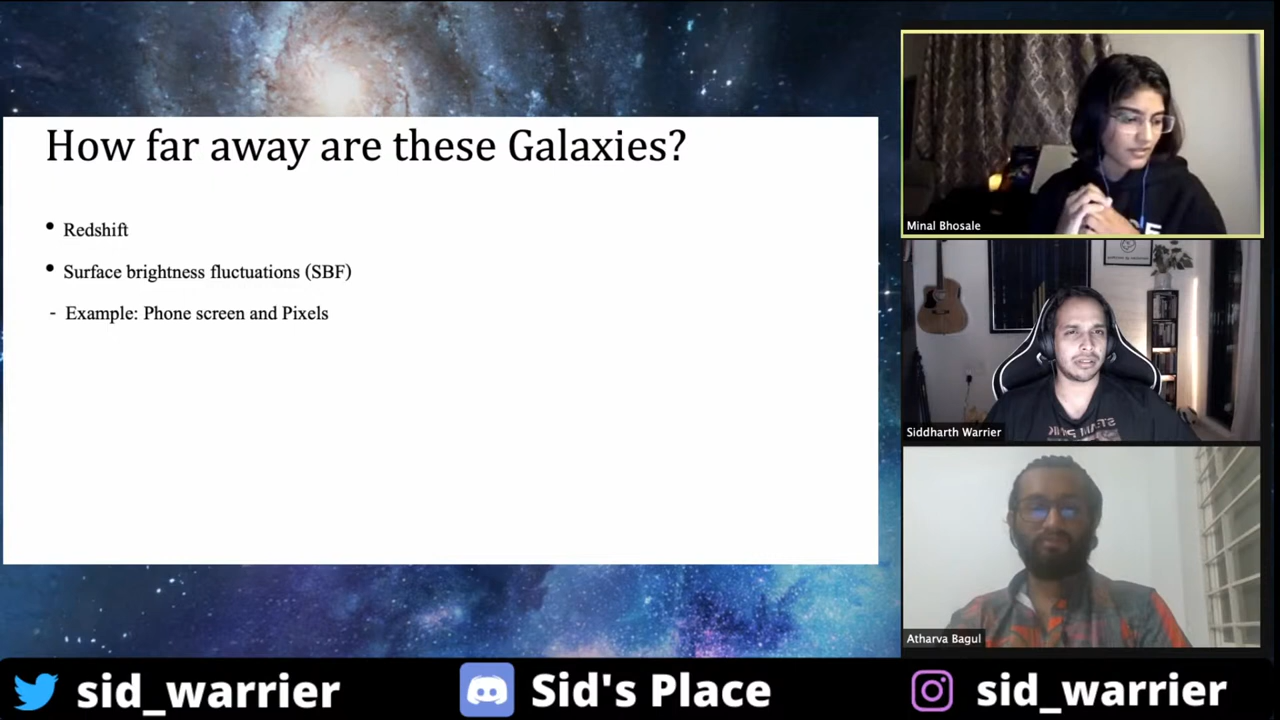 How far away are these Galaxies?
• Redshift
• Surface brightness fluctuations (SBF)
- Example: Phone screen and Pixels
Minal Bhosale
Siddharth Warrier
Atharva Bagul
sid_warrier
Sid's Place
sid_warrier